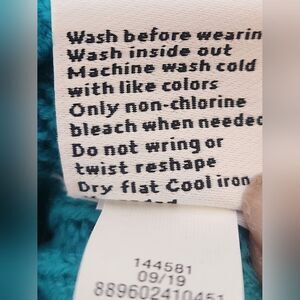 Wash before wearin
Wash inside out
Machine wash cold
with like colors
Only non-chlorine
bleach when needed
Do not wring or
twist reshape
Dry flat Cool iron
144581
09/19
889602410451